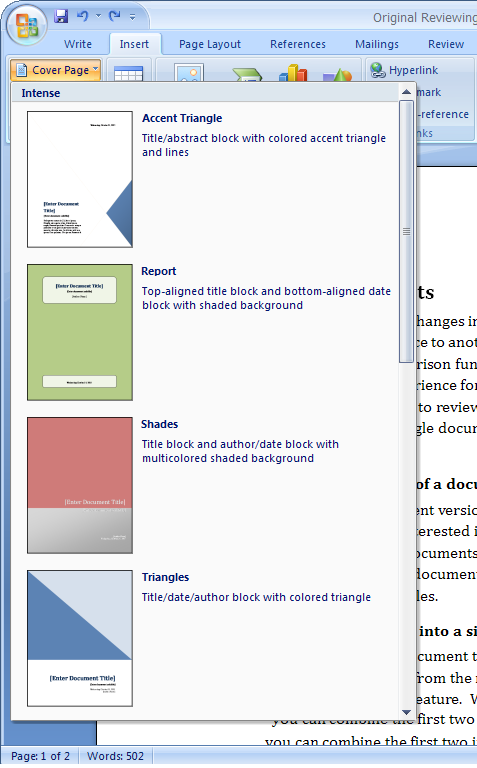 Original Reviewing
Write Insert Page Layout References Mailings Review
Cover Page Hyperlink
mark
-reference
nks
Intense
Accent Triangle
Title/abstract block with colored accent triangle
and lines
[Enter Document
Title]
Report
Top-aligned title block and bottom-aligned date
block with shaded background
[Enter Document Title]
Shades
Title block and author/date block with
multicolored shaded background
[Enter Document Title]
Triangles
Title/date/author block with colored triangle
[Enter Document Title]
ts
hanges in
ce to anot
rison fun
rience for
to review
gle docum
of a docu
ent versio
terested i
ocuments
document
les.
into a si
cument t
from the r
eature. W
you can combine the first two
you can combine the first two i
Page: 1 of 2 Words: 502